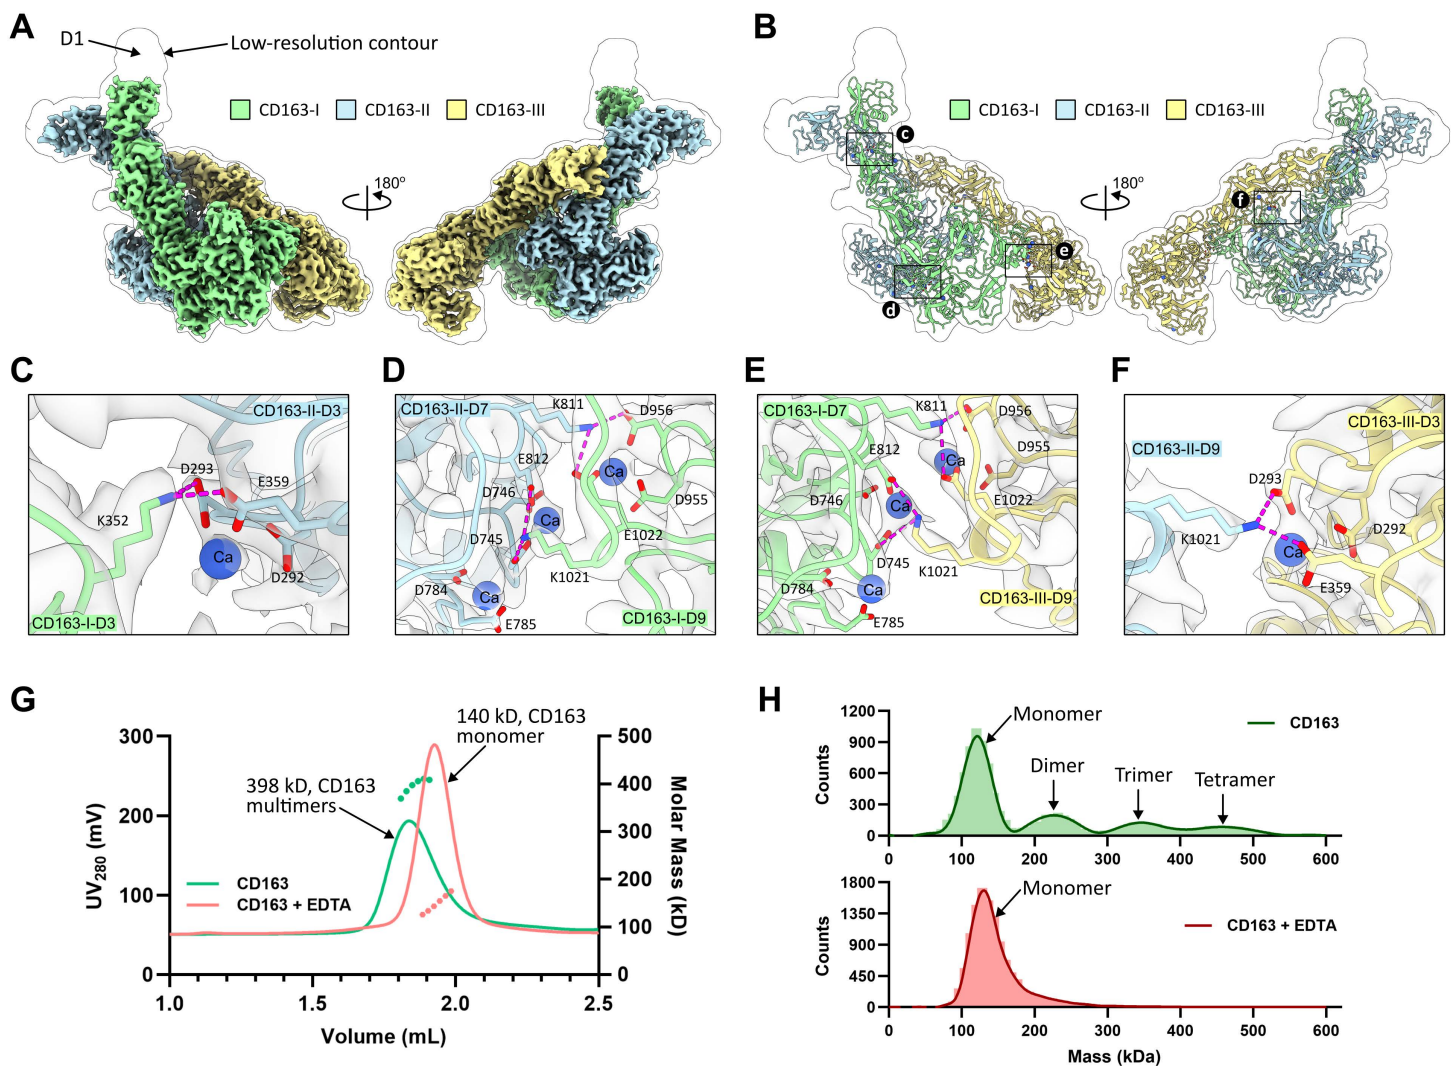 A
D1
Low-resolution contour
CD163-I CD163-II CD163-III
180°
B
CD163-I CD163-II CD163-III
180°
c
d
e
f
C
CD163-II-D3
D293
E359
K352
Ca
D292
CD163-I-D3
D
CD163-II-D7
K811
D956
E812
Ca
D746
D955
Ca
D745
E1022
K1021
D784
Ca
E785
CD163-I-D9
E
CD163-I-D7
K811
D956
E812
Ca
D955
D746
Ca
E1022
D745
K1021
D784
Ca
E785
CD163-III-D9
F
CD163-III-D3
CD163-II-D9
D293
D292
K1021
Ca
E359
G
140 kD, CD163
monomer
398 kD, CD163
multimers
CD163
CD163 + EDTA
UV280 (mV)
300
200
100
0
Molar Mass (kD)
500
400
300
200
100
0
1.0 1.5 2.0 2.5
Volume (mL)
H
Counts
1200
900
600
300
0
Monomer
Dimer
Trimer
Tetramer
CD163
0 100 200 300 400 500 600
Counts
1800
1350
900
450
0
Monomer
CD163 + EDTA
0 100 200 300 400 500 600
Mass (kDa)